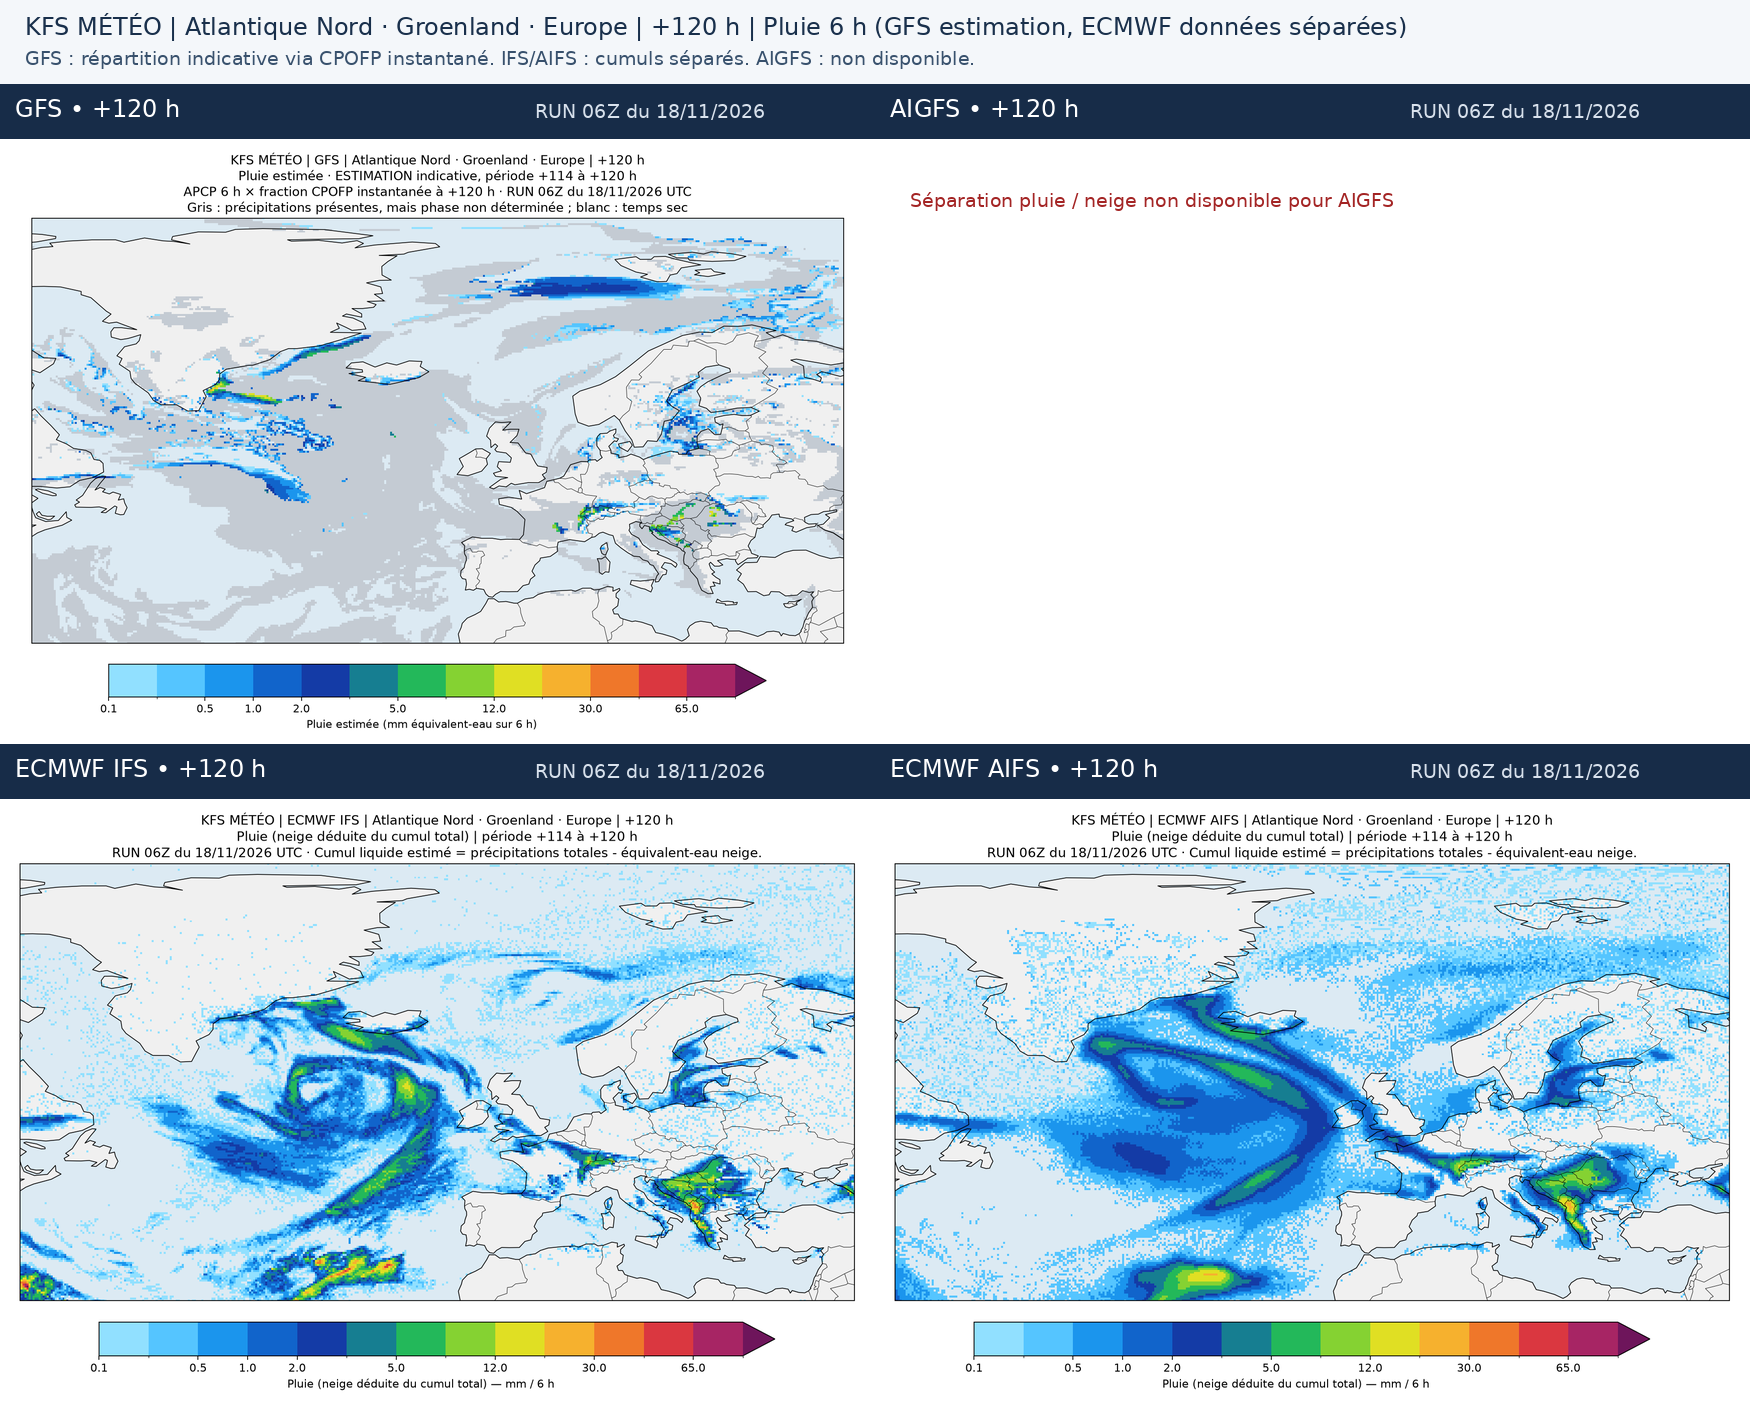 KFS MÉTÉO | Atlantique Nord · Groenland · Europe | +120 h | Pluie 6 h (GFS estimation, ECMWF données séparées)
GFS : répartition indicative via CPOFP instantané. IFS/AIFS : cumuls séparés. AIGFS : non disponible.
GFS • +120 h
RUN 06Z du 18/11/2026
KFS MÉTÉO | GFS | Atlantique Nord · Groenland · Europe | +120 h
Pluie estimée · ESTIMATION indicative, période +114 à +120 h
APCP 6 h × fraction CPOFP instantanée à +120 h · RUN 06Z du 18/11/2026 UTC
Gris : précipitations présentes, mais phase non déterminée ; blanc : temps sec
0.1 0.5 1.0 2.0 5.0 12.0 30.0 65.0
Pluie estimée (mm équivalent-eau sur 6 h)
AIGFS • +120 h
RUN 06Z du 18/11/2026
Séparation pluie / neige non disponible pour AIGFS
ECMWF IFS • +120 h
RUN 06Z du 18/11/2026
KFS MÉTÉO | ECMWF IFS | Atlantique Nord · Groenland · Europe | +120 h
Pluie (neige déduite du cumul total) | période +114 à +120 h
RUN 06Z du 18/11/2026 UTC · Cumul liquide estimé = précipitations totales - équivalent-eau neige.
0.1 0.5 1.0 2.0 5.0 12.0 30.0 65.0
Pluie (neige déduite du cumul total) — mm / 6 h
ECMWF AIFS • +120 h
RUN 06Z du 18/11/2026
KFS MÉTÉO | ECMWF AIFS | Atlantique Nord · Groenland · Europe | +120 h
Pluie (neige déduite du cumul total) | période +114 à +120 h
RUN 06Z du 18/11/2026 UTC · Cumul liquide estimé = précipitations totales - équivalent-eau neige.
0.1 0.5 1.0 2.0 5.0 12.0 30.0 65.0
Pluie (neige déduite du cumul total) — mm / 6 h